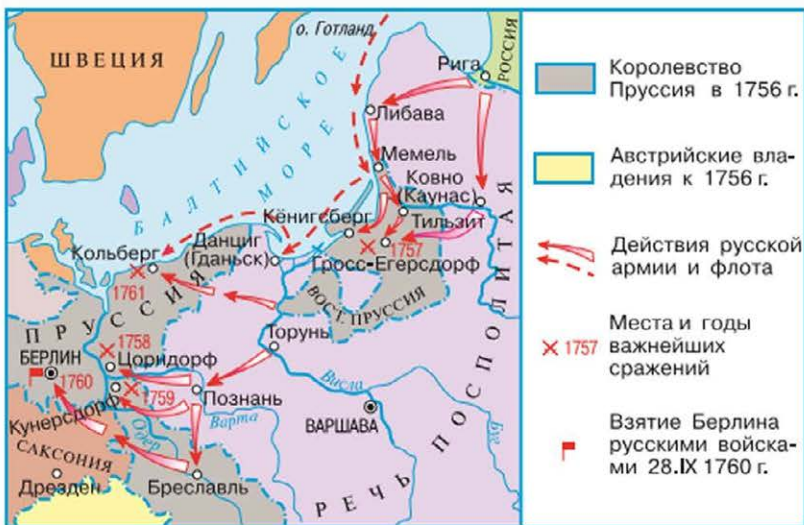 о. Готланд
ШВЕЦИЯ
РОССИЯ
Рига
Либава
БАЛТИЙСКОЕ
МОРЕ
Мемель
Ковно
(Каунас)
Тильзит
Кёнигсберг
1757
Гросс-Егерсдорф
Данциг
(Гданьск)
Кольберг
1761
ВОСТ. ПРУССИЯ
ПРУССИЯ
1758
Цорндорф
БЕРЛИН
1760
1759
Кунерсдорф
Торунь
Познань
Висла
Варта
ВАРШАВА
Буг
РЕЧЬ ПОСПОЛИТАЯ
Одер
САКСОНИЯ
Дрезден
Бреславль
Королевство
Пруссия в 1756 г.
Австрийские вла-
дения к 1756 г.
Действия русской
армии и флота
1757
Места и годы
важнейших
сражений
Взятие Берлина
русскими войска-
ми 28.IX 1760 г.